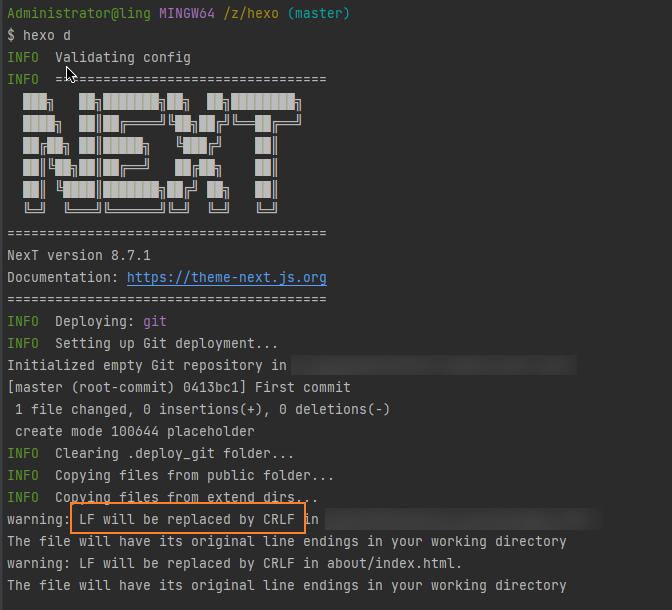 Administrator@ling MINGW64 /z/hexo (master)
$ hexo d
INFO  Validating config
INFO  ==================================
NEXT
========================================
NexT version 8.7.1
Documentation: https://theme-next.js.org
========================================
INFO  Deploying: git
INFO  Setting up Git deployment...
Initialized empty Git repository in
[master (root-commit) 0413bc1] First commit
 1 file changed, 0 insertions(+), 0 deletions(-)
 create mode 100644 placeholder
INFO  Clearing .deploy_git folder...
INFO  Copying files from public folder...
INFO  Copying files from extend dirs...
warning: LF will be replaced by CRLF in
The file will have its original line endings in your working directory
warning: LF will be replaced by CRLF in about/index.html.
The file will have its original line endings in your working directory